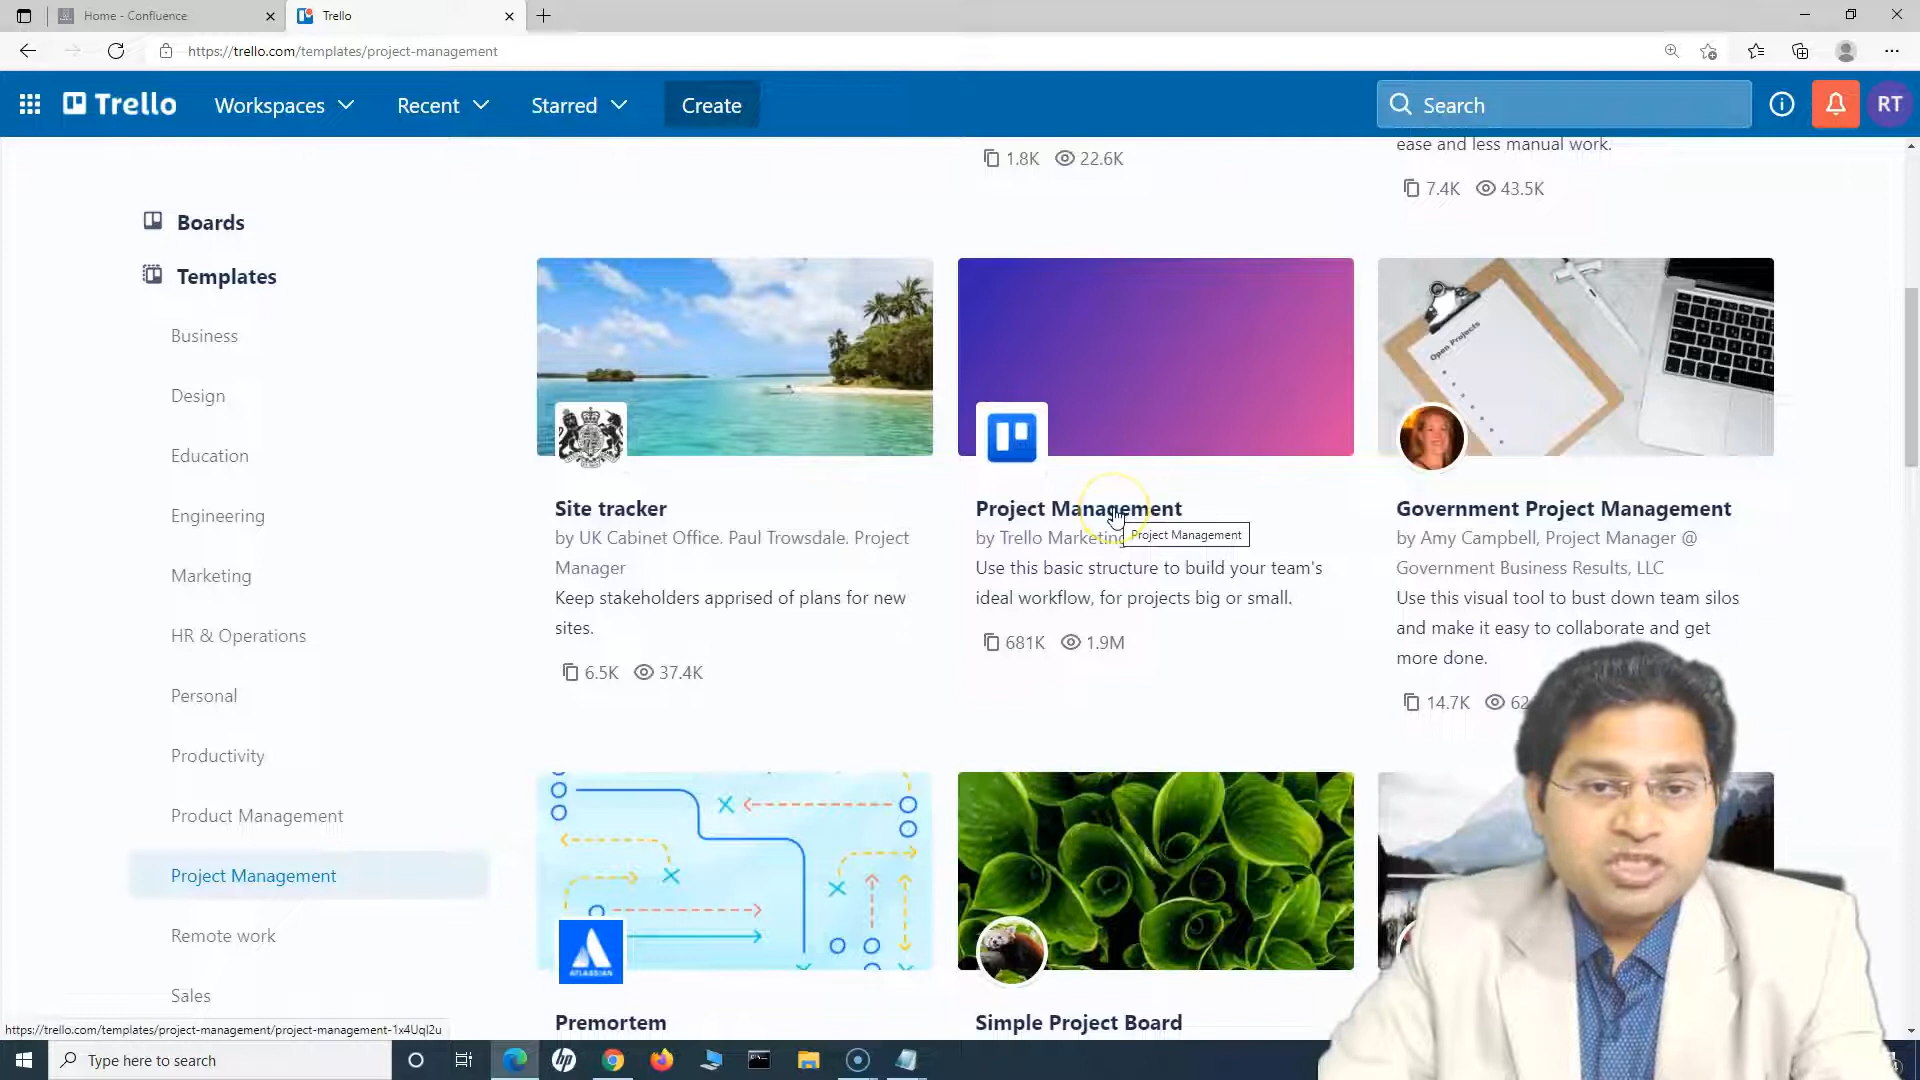 Home - Confluence
Trello
https://trello.com/templates/project-management
Trello
Workspaces
Recent
Starred
Create
Search
RT
1.8K 22.6K
ease and less manual work.
7.4K 43.5K
Boards
Templates
Business
Design
Education
Engineering
Marketing
HR & Operations
Personal
Productivity
Product Management
Project Management
Remote work
Sales
Site tracker
by UK Cabinet Office. Paul Trowsdale. Project
Manager
Keep stakeholders apprised of plans for new
sites.
6.5K 37.4K
Project Management
by Trello Marketing
Project Management
Use this basic structure to build your team's
ideal workflow, for projects big or small.
681K 1.9M
Open Projects
Government Project Management
by Amy Campbell, Project Manager @
Government Business Results, LLC
Use this visual tool to bust down team silos
and make it easy to collaborate and get
more done.
14.7K
ATLASSIAN
Premortem
Simple Project Board
https://trello.com/templates/project-management/project-management-1x4Uql2u
Type here to search
hp